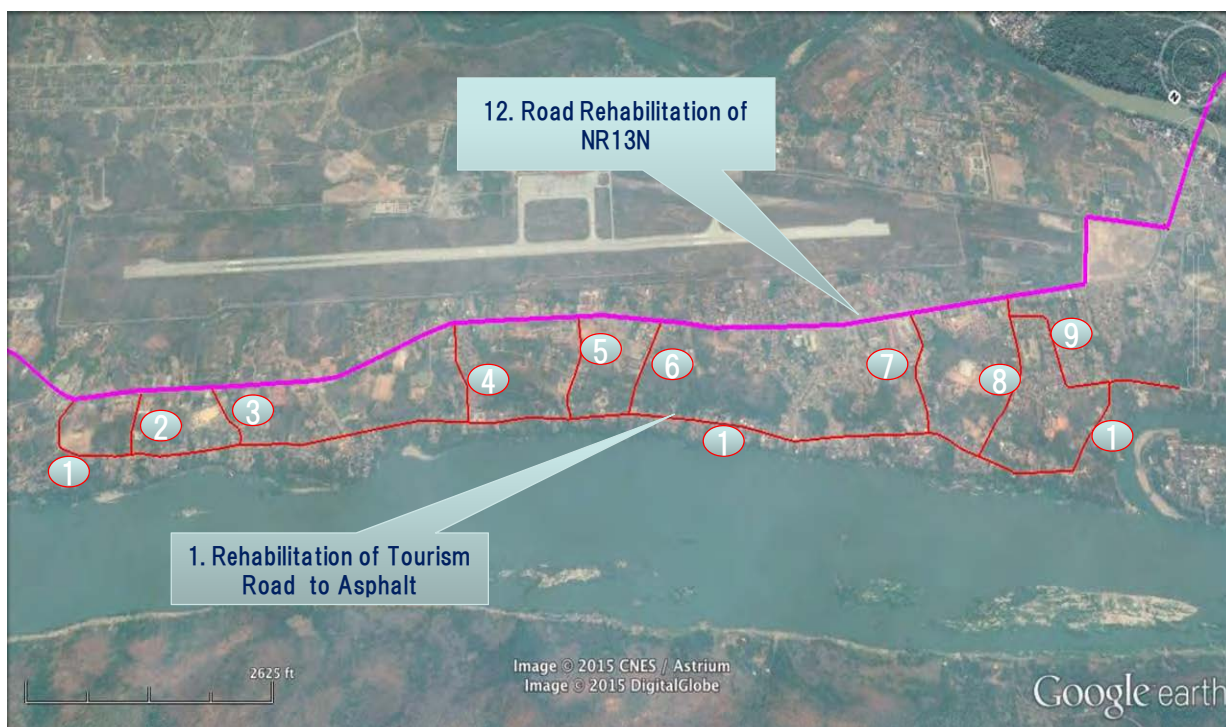 N
12. Road Rehabilitation of
NR13N
9
5
6
4
7
8
3
2
1
1
1
1. Rehabilitation of Tourism
Road to Asphalt
2625 ft
Image © 2015 CNES / Astrium
Image © 2015 DigitalGlobe
Google earth